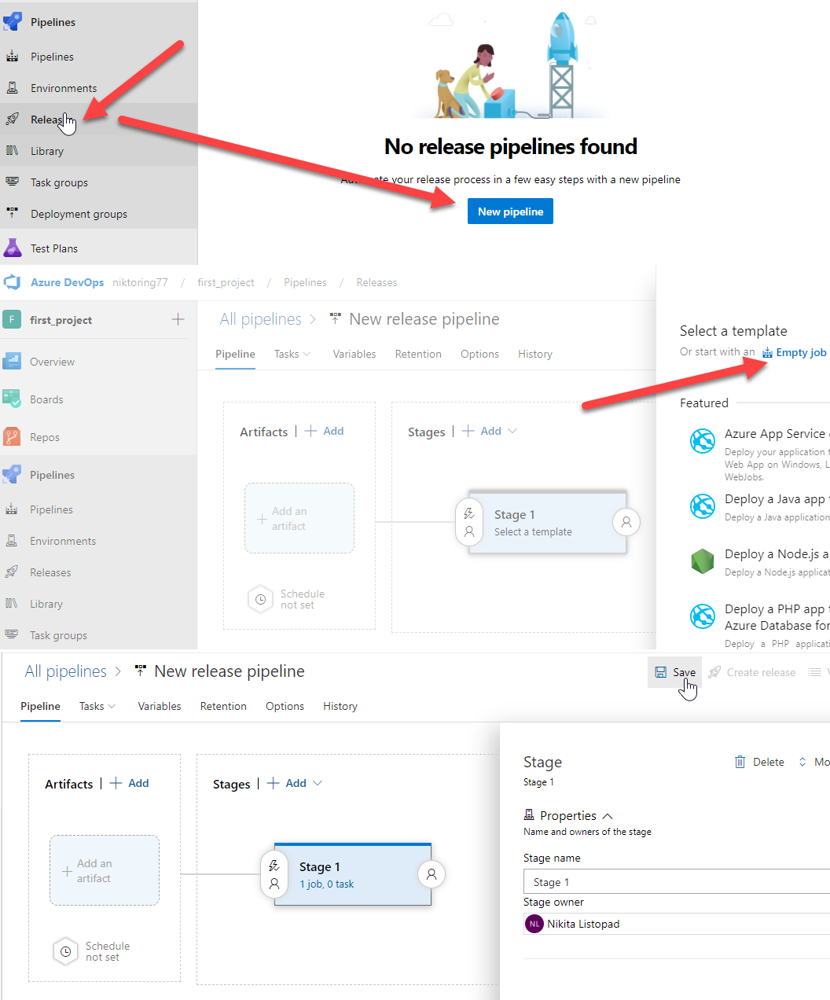 Pipelines
Pipelines
Environments
Releas
Library
Task groups
Deployment groups
Test Plans
No release pipelines found
your release process in a few easy steps with a new pipeline
New pipeline
Azure DevOps niktoring77 / first_project / Pipelines / Releases
F first_project
Overview
Boards
Repos
Pipelines
Pipelines
Environments
Releases
Library
Task groups
All pipelines > New release pipeline
Pipeline Tasks Variables Retention Options History
Artifacts | + Add
Stages | + Add
+ Add an
artifact
Schedule
not set
Stage 1
Select a template
Select a template
Or start with an Empty job
Featured
Azure App Service
Deploy your application t
Web App on Windows, L
WebJobs.
Deploy a Java app t
Deploy a Java application
Deploy a Node.js a
Deploy a Node.js applicat
Deploy a PHP app t
Azure Database for
Deploy a PHP applicati
All pipelines > New release pipeline
Save Create release V
Pipeline Tasks Variables Retention Options History
Artifacts | + Add
Stages | + Add
+ Add an
artifact
Schedule
not set
Stage 1
1 job, 0 task
Stage
Delete Mo
Stage 1
Properties
Name and owners of the stage
Stage name
Stage 1
Stage owner
NL Nikita Listopad